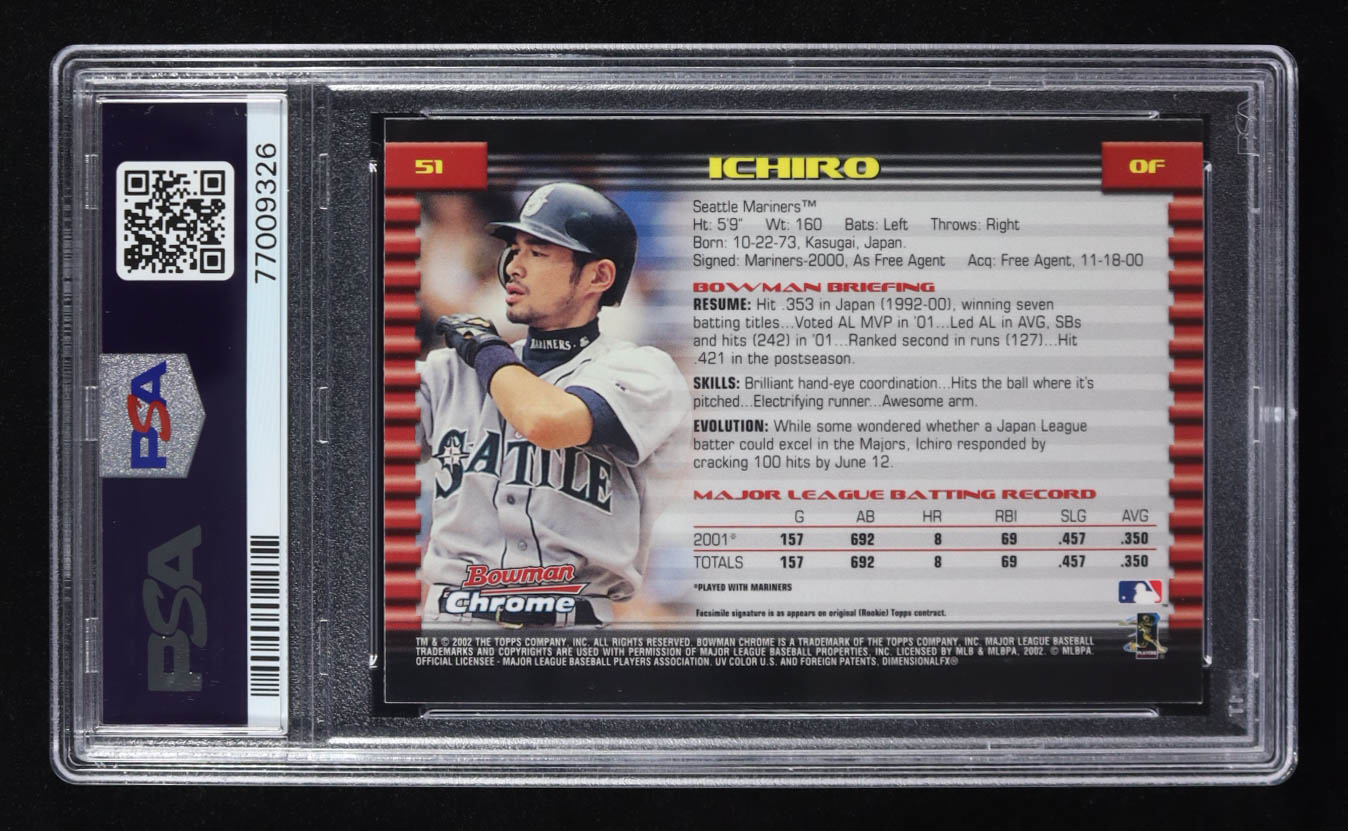 77009326
PSA
PSA
51
ICHIRO
OF
Seattle Mariners™
Ht: 5'9" Wt: 160 Bats: Left Throws: Right
Born: 10-22-73, Kasugai, Japan.
Signed: Mariners-2000, As Free Agent Acq: Free Agent, 11-18-00
BOWMAN BRIEFING
RESUME: Hit .353 in Japan (1992-00), winning seven
batting titles...Voted AL MVP in '01...Led AL in AVG, SBs
and hits (242) in '01...Ranked second in runs (127)...Hit
.421 in the postseason.
SKILLS: Brilliant hand-eye coordination...Hits the ball where it's
pitched...Electrifying runner...Awesome arm.
EVOLUTION: While some wondered whether a Japan League
batter could excel in the Majors, Ichiro responded by
cracking 100 hits by June 12.
MAJOR LEAGUE BATTING RECORD
G AB HR RBI SLG AVG
2001* 157 692 8 69 .457 .350
TOTALS 157 692 8 69 .457 .350
*PLAYED WITH MARINERS
Facsimile signature is as appears on original (Rookie) Topps contract.
MARINERS
SEATTLE
Bowman
Chrome
TM & © 2002 THE TOPPS COMPANY, INC. ALL RIGHTS RESERVED. BOWMAN CHROME IS A TRADEMARK OF THE TOPPS COMPANY, INC. MAJOR LEAGUE BASEBALL
TRADEMARKS AND COPYRIGHTS ARE USED WITH PERMISSION OF MAJOR LEAGUE BASEBALL PROPERTIES, INC. LICENSED BY MLB & MLBPA, 2002. © MLBPA.
OFFICIAL LICENSEE - MAJOR LEAGUE BASEBALL PLAYERS ASSOCIATION. UV COLOR U.S. AND FOREIGN PATENTS, DIMENSIONALFX®